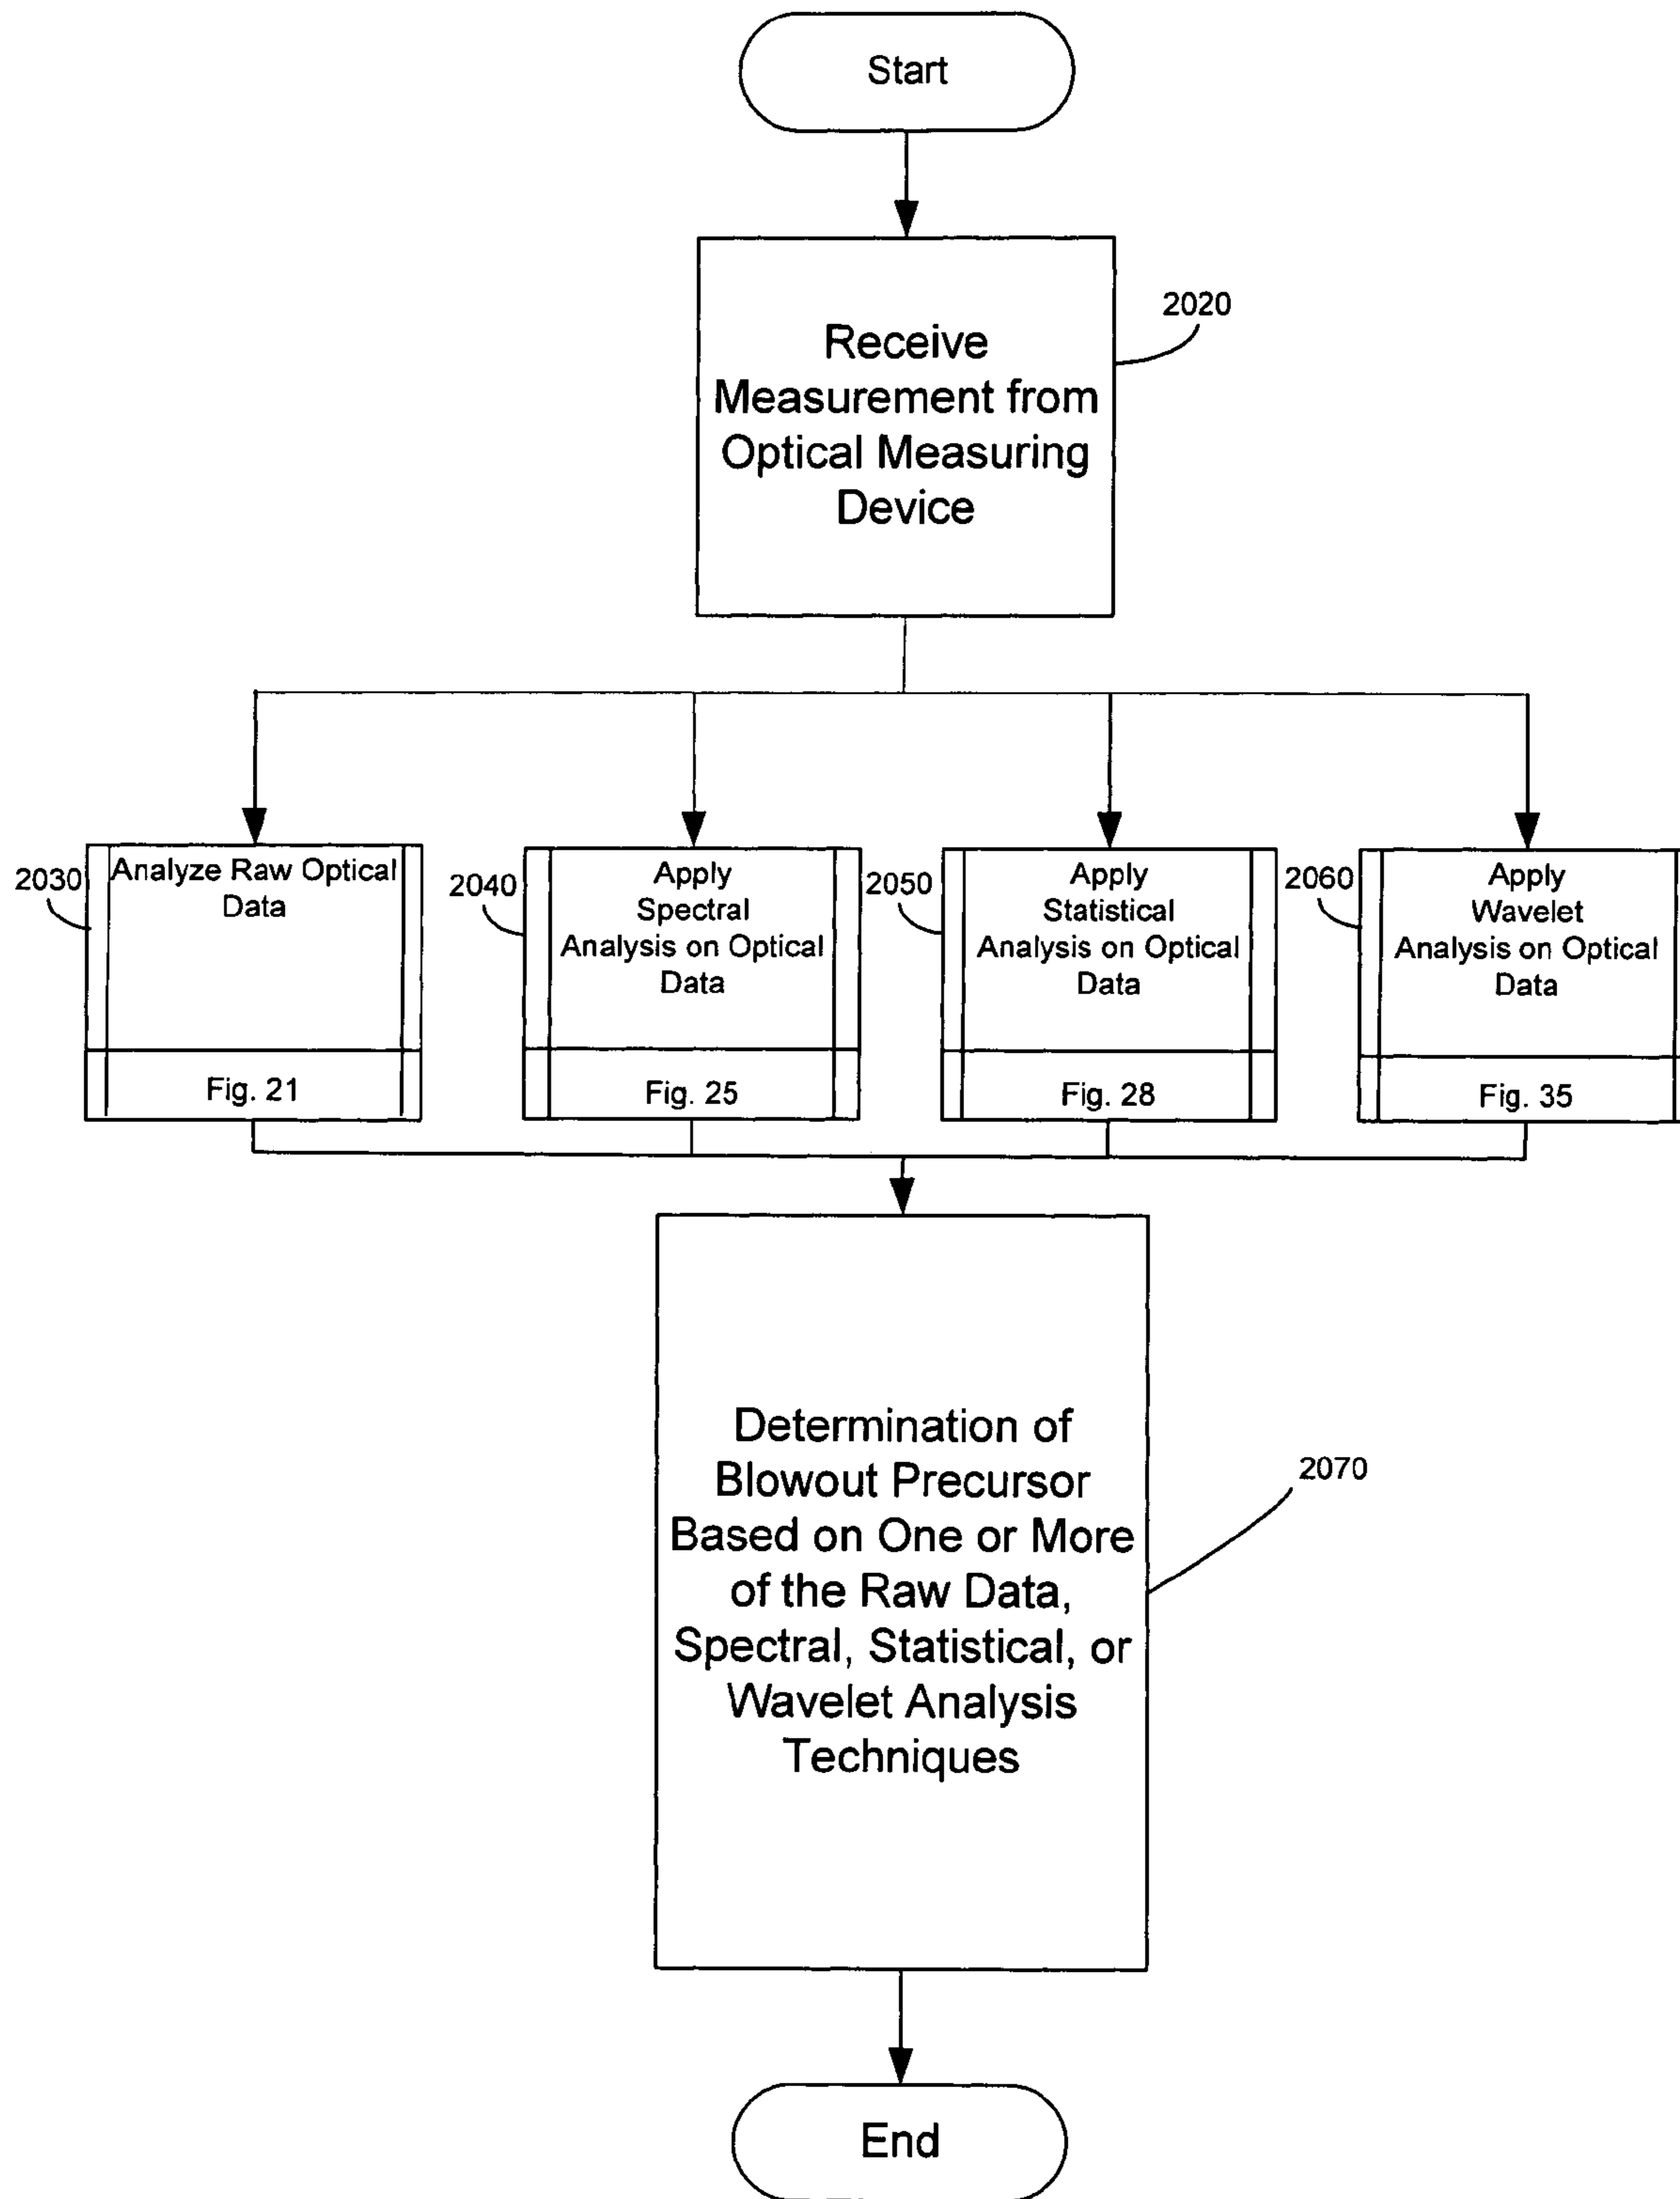 Start
2020
Receive
Measurement from
Optical Measuring
Device
2030
Analyze Raw Optical
Data
Fig. 21
2040
Apply
Spectral
Analysis on Optical
Data
Fig. 25
2050
Apply
Statistical
Analysis on Optical
Data
Fig. 28
2060
Apply
Wavelet
Analysis on Optical
Data
Fig. 35
Determination of
Blowout Precursor
Based on One or More
of the Raw Data,
Spectral, Statistical, or
Wavelet Analysis
Techniques
2070
End